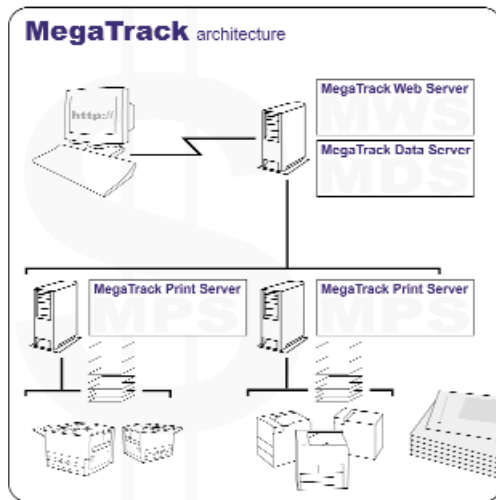 MegaTrack architecture
http://
MegaTrack Web Server
MWS
MegaTrack Data Server
MDS
MegaTrack Print Server
MPS
MegaTrack Print Server
MPS